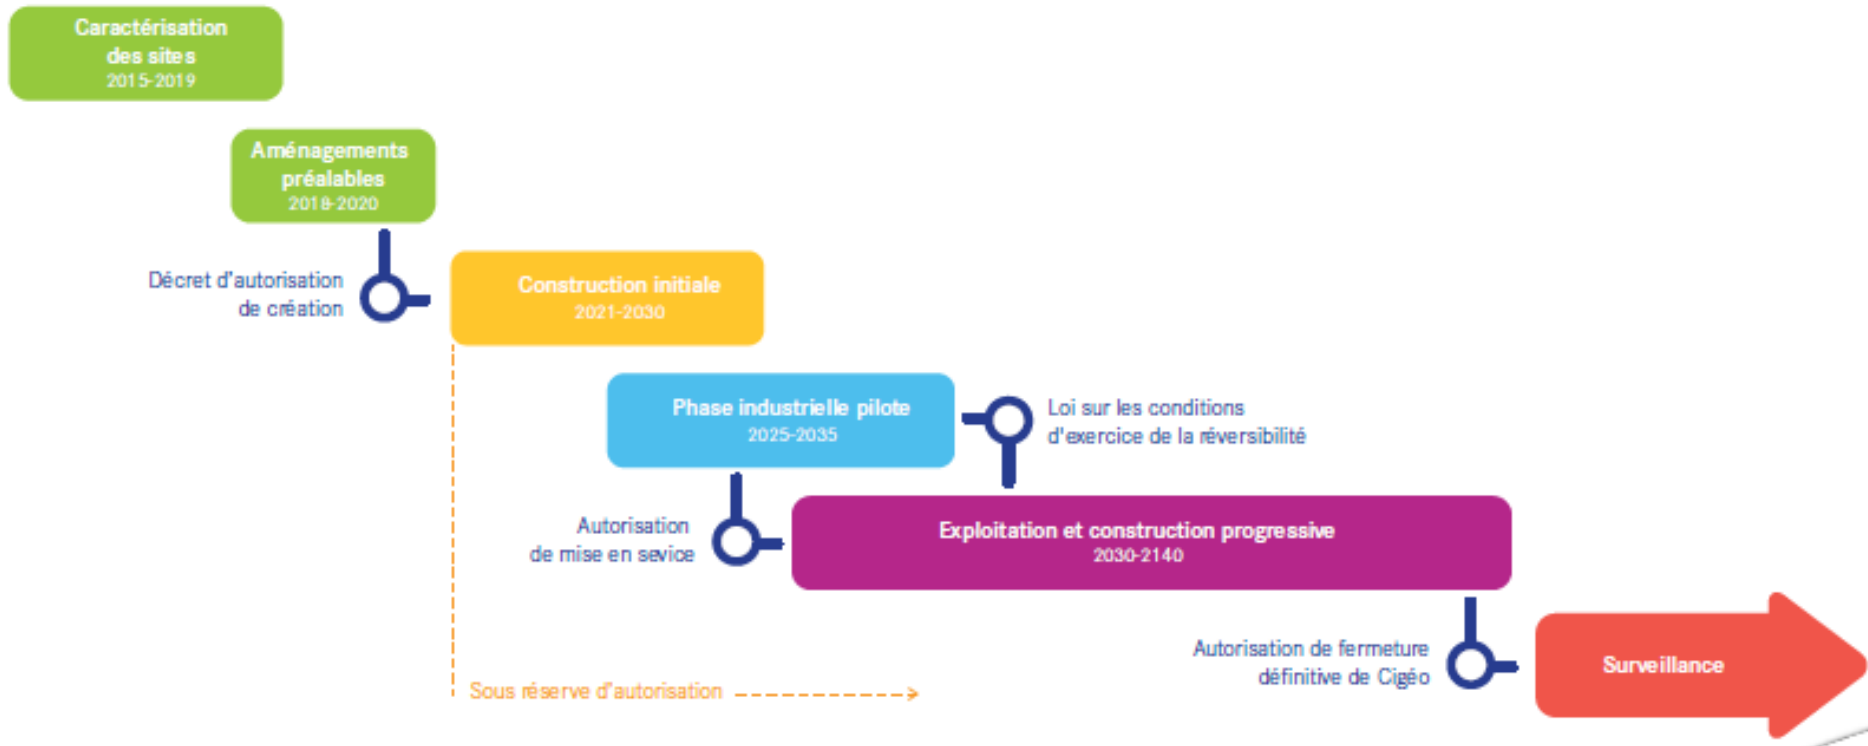 Caractérisation
des sites
2015-2019
Aménagements
préalables
2018-2020
Décret d'autorisation
de création
Construction initiale
2021-2030
Phase industrielle pilote
2025-2035
Loi sur les conditions
d'exercice de la réversibilité
Autorisation
de mise en sevice
Exploitation et construction progressive
2030-2140
Autorisation de fermeture
définitive de Cigéo
Surveillance
Sous réserve d'autorisation